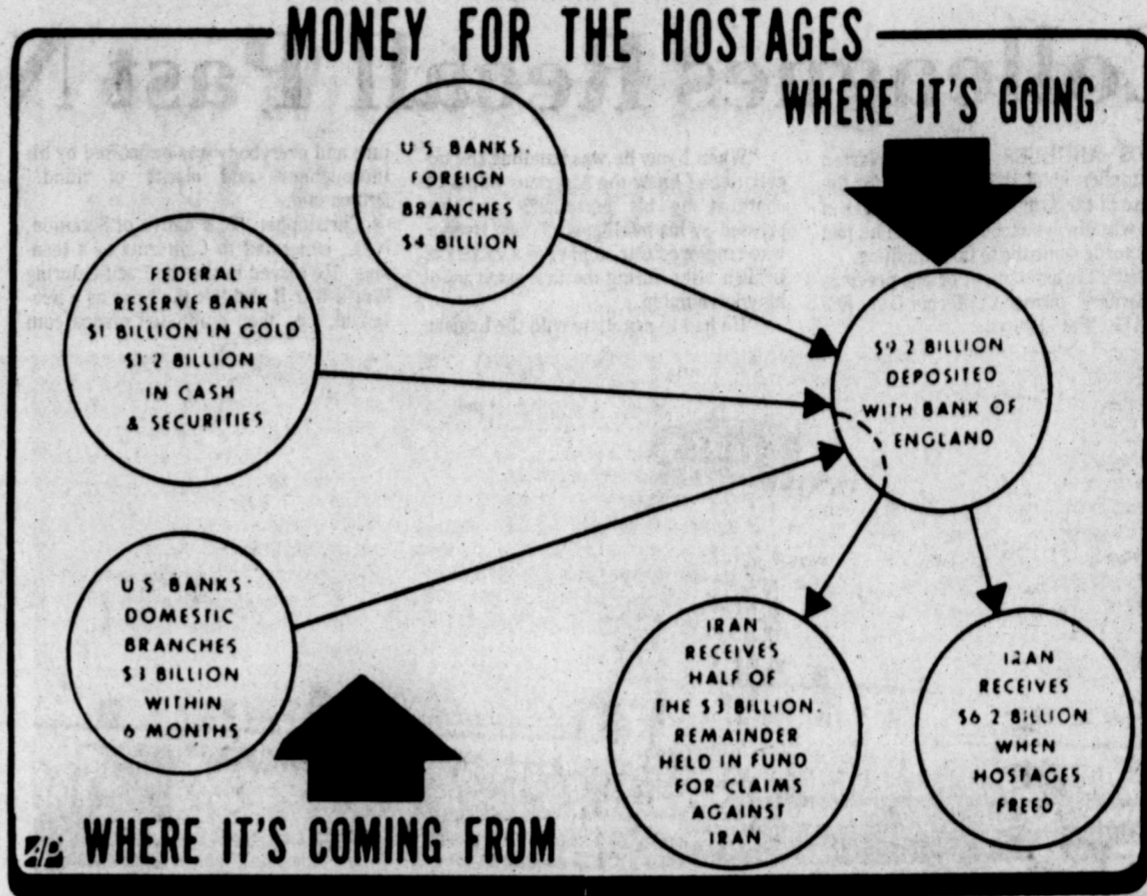 MONEY FOR THE HOSTAGES
WHERE IT'S GOING
U.S. BANKS'
FOREIGN
BRANCHES
$4 BILLION
FEDERAL
RESERVE BANK
$1 BILLION IN GOLD
$1.2 BILLION
IN CASH
& SECURITIES
$9.2 BILLION
DEPOSITED
WITH BANK OF
ENGLAND
U.S. BANKS'
DOMESTIC
BRANCHES
$3 BILLION
WITHIN
6 MONTHS
IRAN
RECEIVES
HALF OF
THE $3 BILLION.
REMAINDER
HELD IN FUND
FOR CLAIMS
AGAINST
IRAN
IRAN
RECEIVES
$6.2 BILLION
WHEN
HOSTAGES
FREED
AP
WHERE IT'S COMING FROM